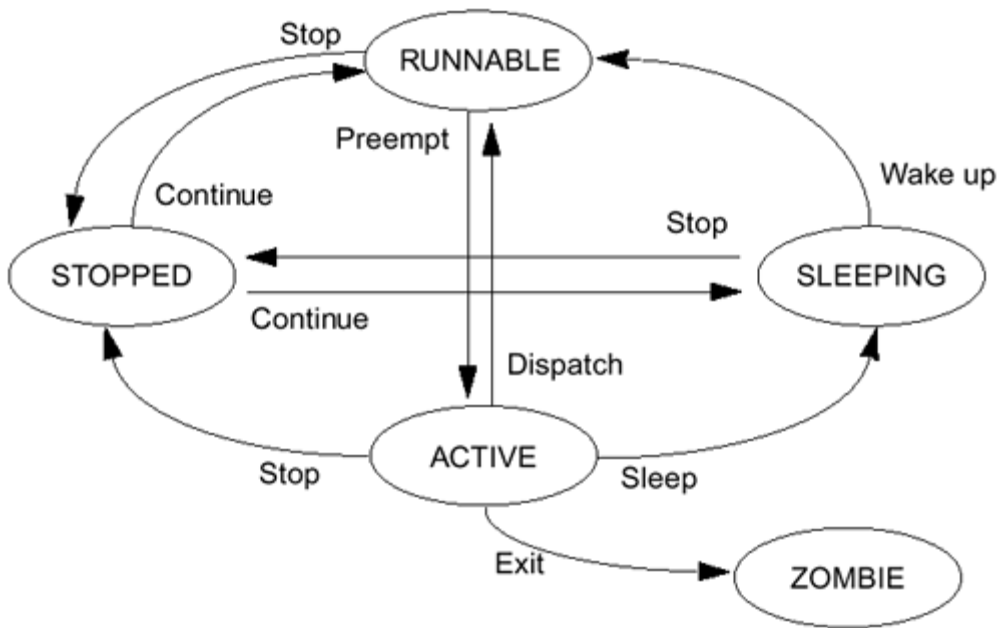 Stop
RUNNABLE
Preempt
Continue
Wake up
Stop
STOPPED
SLEEPING
Continue
Dispatch
ACTIVE
Stop
Sleep
Exit
ZOMBIE